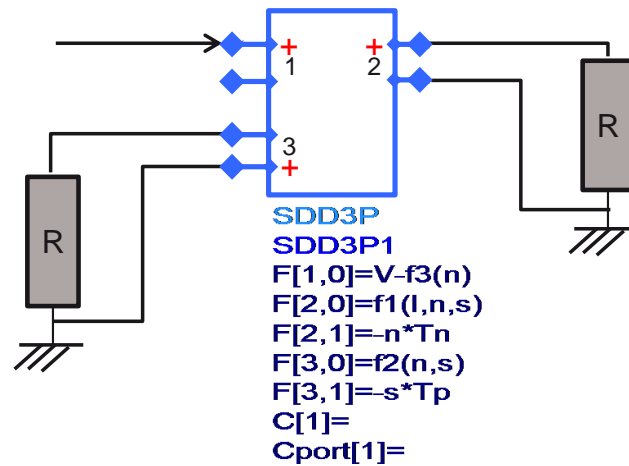 +
+
1
2
3
+
R
R
SDD3P
SDD3P1
F[1,0]=V-f3(n)
F[2,0]=f1(I,n,s)
F[2,1]=-n*Tn
F[3,0]=f2(n,s)
F[3,1]=-s*Tp
C[1]=
Cport[1]=